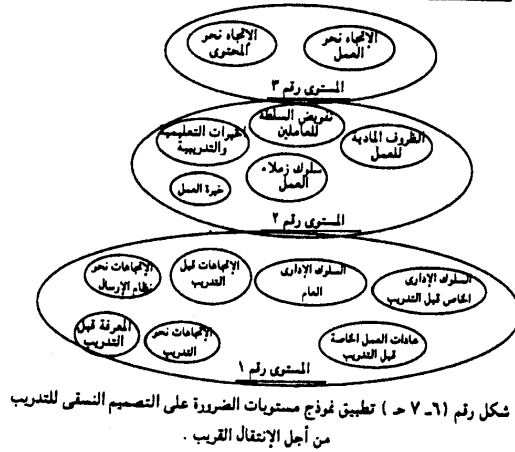 الإتجاه نحو
العمل
الإتجاه نحو
المحتوى
المستوى رقم ٣
تفويض السلطة
للعاملين
الظروف المادية
للعمل
الخبرات التعليمية
والتدريبية
سلوك زملاء
العمل
خبرة العمل
المستوى رقم ٢
السلوك الإدارى
الخاص قبل التدريب
السلوك الإدارى
العام
الإتجاهات قبل
التدريب
الإتجاهات نحو
نظام الإرسال
عادات العمل الخاصة
قبل التدريب
الإتجاهات نحو
التدريب
المعرفة قبل
التدريب
المستوى رقم ١
شكل رقم (٦ـ ٧ حـ ) تطبيق نموذج مستويات الضرورة على التصميم النسقى للتدريب
من أجل الإنتقال القريب .